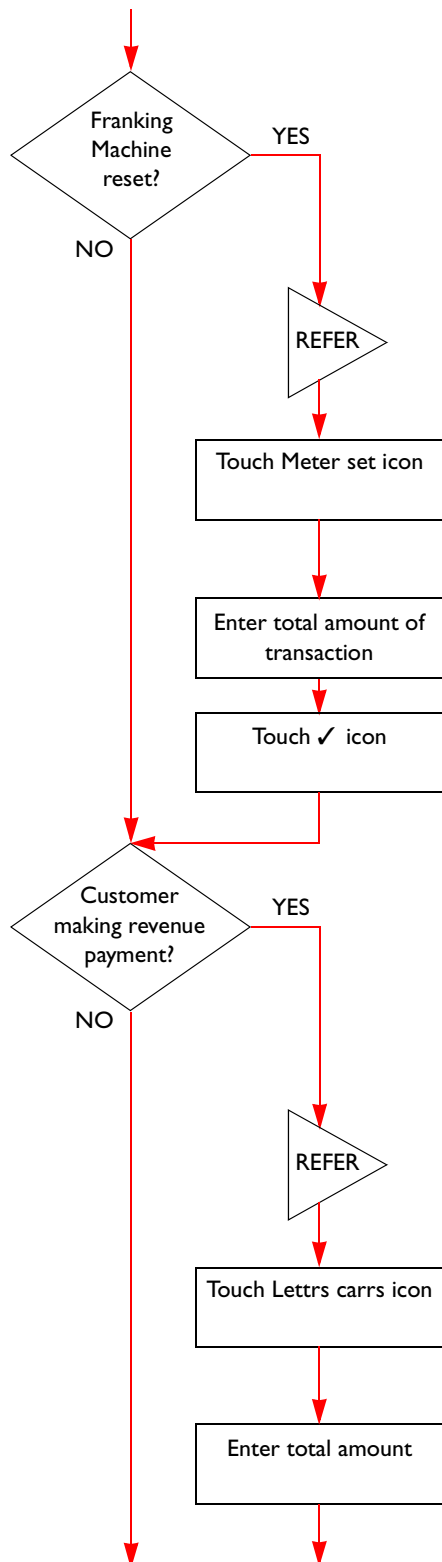 Franking
Machine
reset?
YES
NO
REFER
Touch Meter set icon
Enter total amount of
transaction
Touch ✓ icon
Customer
making revenue
payment?
YES
NO
REFER
Touch Lettrs carrs icon
Enter total amount